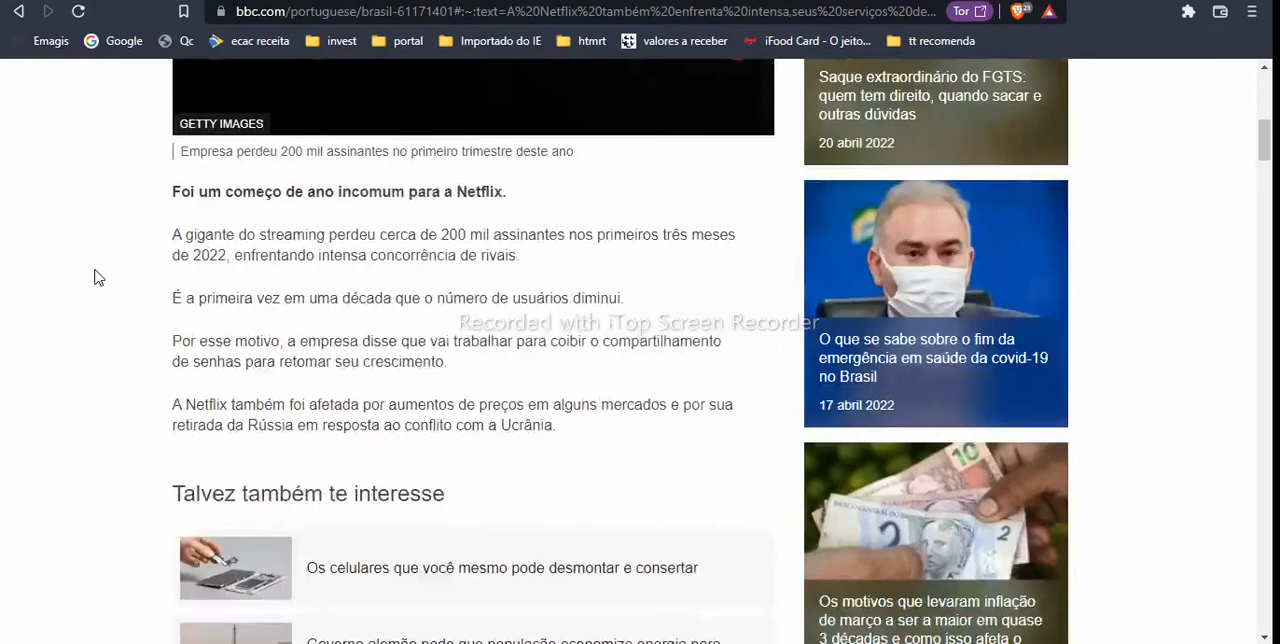 bbc.com/portuguese/brasil-61171401#:~:text=A%20Netflix%20também%20enfrenta%20intensa,seus%20serviços%20de...
Tor
23
Emagis
Google
Qc
ecac receita
invest
portal
Importado do IE
htmrt
valores a receber
iFood Card - O jeito...
tt recomenda
GETTY IMAGES
Empresa perdeu 200 mil assinantes no primeiro trimestre deste ano
Foi um começo de ano incomum para a Netflix.
A gigante do streaming perdeu cerca de 200 mil assinantes nos primeiros três meses
de 2022, enfrentando intensa concorrência de rivais.
É a primeira vez em uma década que o número de usuários diminui.
Recorded with iTop Screen Recorder
Por esse motivo, a empresa disse que vai trabalhar para coibir o compartilhamento
de senhas para retomar seu crescimento.
A Netflix também foi afetada por aumentos de preços em alguns mercados e por sua
retirada da Rússia em resposta ao conflito com a Ucrânia.
Talvez também te interesse
Os celulares que você mesmo pode desmontar e consertar
Governo alemão pede que população economize energia para
Saque extraordinário do FGTS:
quem tem direito, quando sacar e
outras dúvidas
20 abril 2022
O que se sabe sobre o fim da
emergência em saúde da covid-19
no Brasil
17 abril 2022
10
2
2
Os motivos que levaram inflação
de março a ser a maior em quase
3 décadas e como isso afeta o